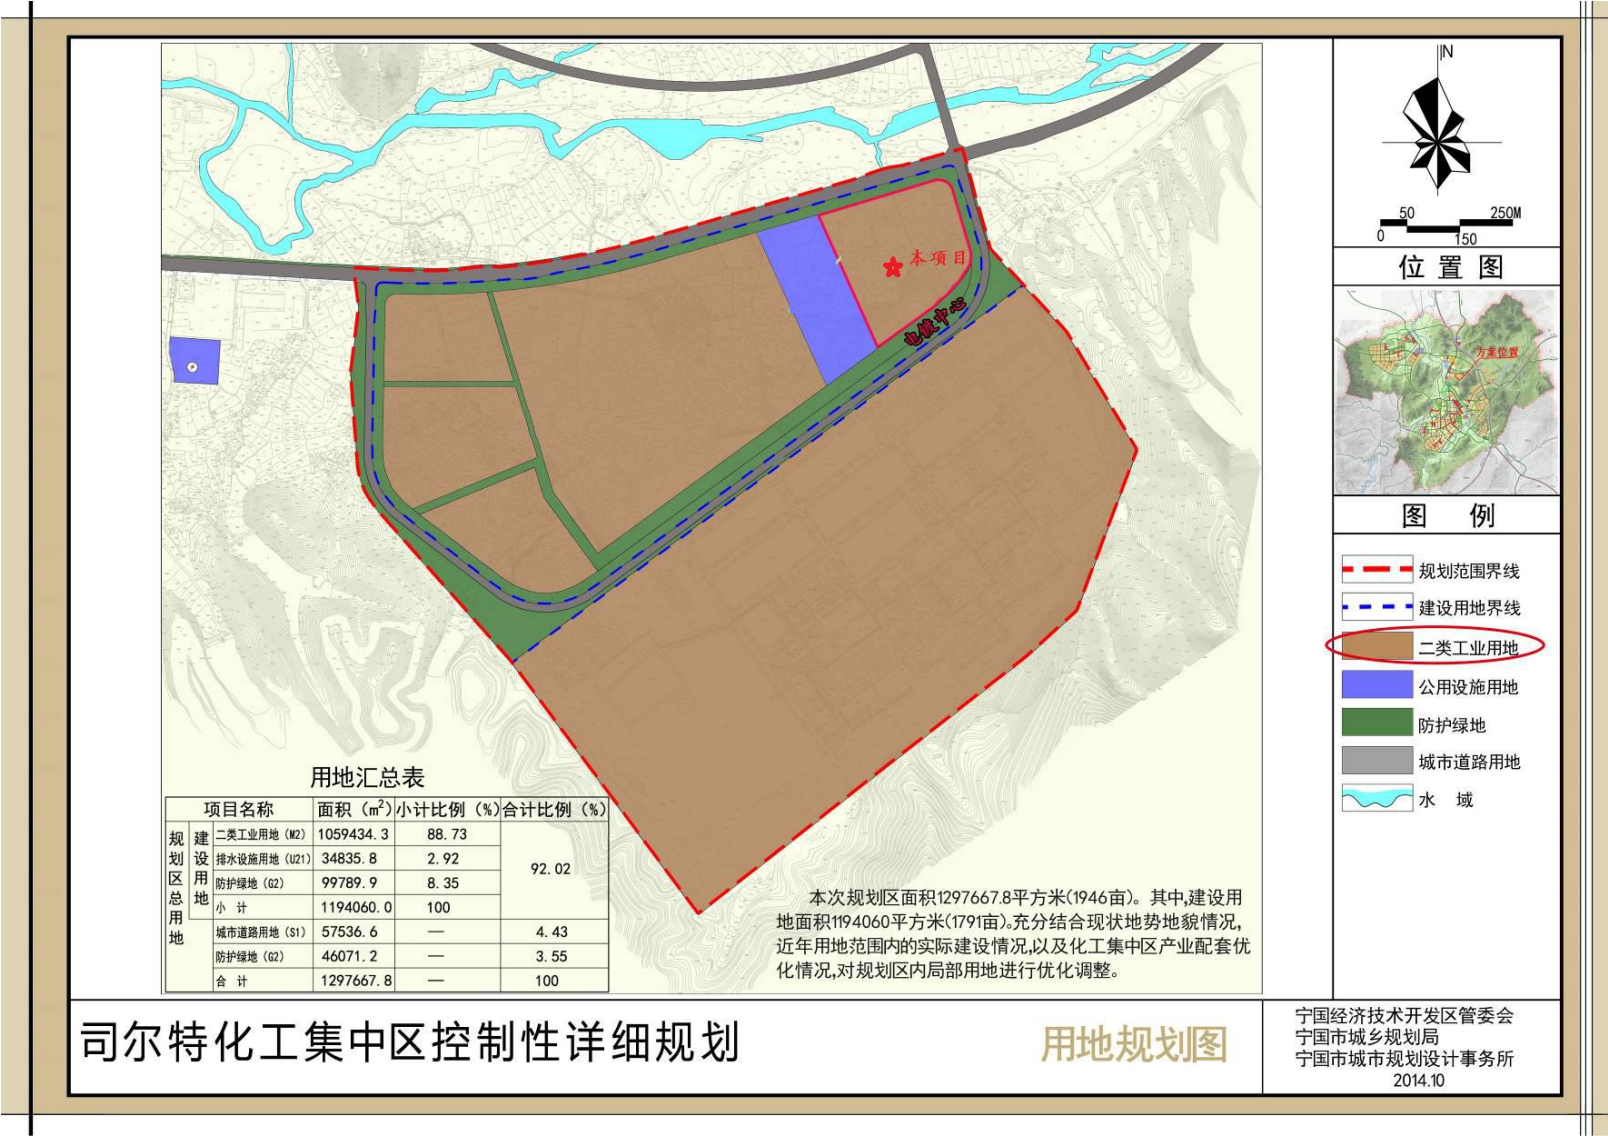 N
50 250M
0 150
位置图
方案位置
图 例
规划范围界线
建设用地界线
二类工业用地
公用设施用地
防护绿地
城市道路用地
水 域
本项目
电镀中心
用地汇总表
项目名称 面积（m²） 小计比例（%） 合计比例（%）
规划区总用地
建设用地
二类工业用地（M2） 1059434.3 88.73
排水设施用地（U21） 34835.8 2.92
防护绿地（G2） 99789.9 8.35
小 计 1194060.0 100
92.02
城市道路用地（S1） 57536.6 — 4.43
防护绿地（G2） 46071.2 — 3.55
合 计 1297667.8 — 100
本次规划区面积1297667.8平方米(1946亩)。其中,建设用
地面积1194060平方米(1791亩)。充分结合现状地势地貌情况,
近年用地范围内的实际建设情况,以及化工集中区产业配套优
化情况,对规划区内局部用地进行优化调整。
司尔特化工集中区控制性详细规划
用地规划图
宁国经济技术开发区管委会
宁国市城乡规划局
宁国市城市规划设计事务所
2014.10